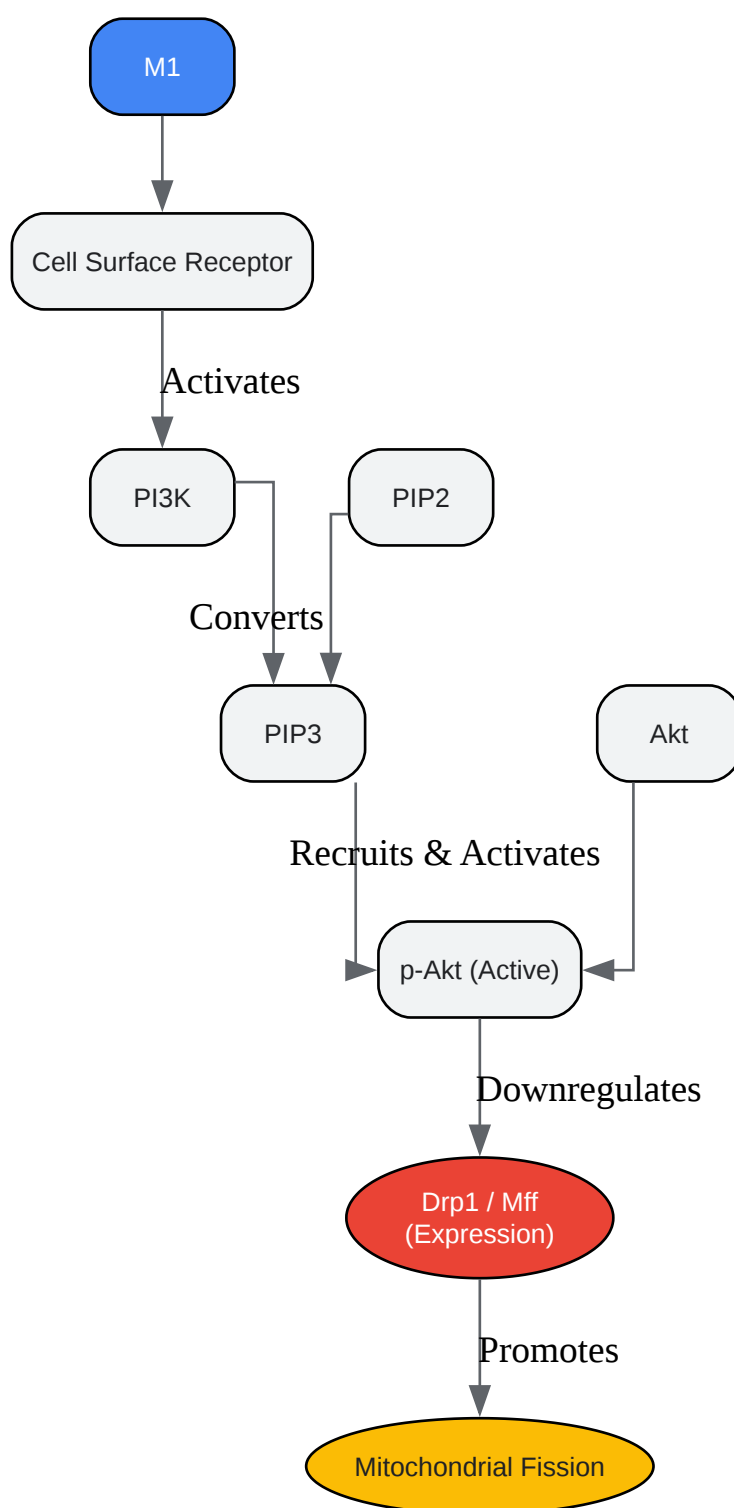 M1
Cell Surface Receptor
Activates
PI3K
PIP2
Converts
PIP3
Akt
Recruits & Activates
p-Akt (Active)
Downregulates
Drp1 / Mff
(Expression)
Promotes
Mitochondrial Fission